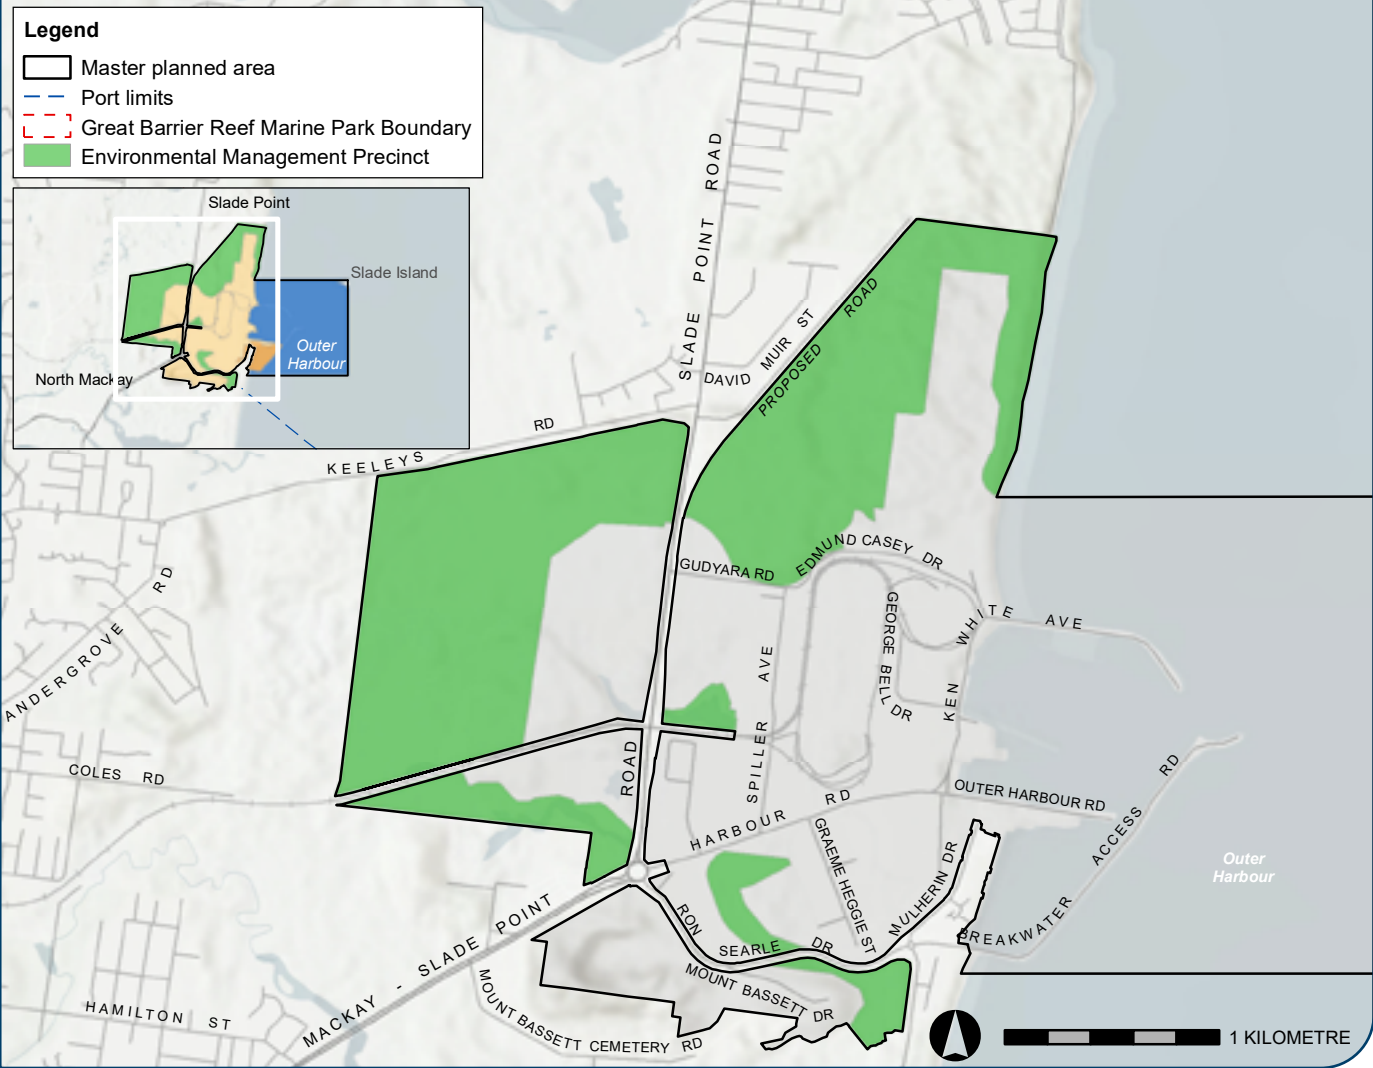 Legend
Master planned area
Port limits
Great Barrier Reef Marine Park Boundary
Environmental Management Precinct
Slade Point
Slade Island
Outer
Harbour
North Mackay
SLADE POINT ROAD
DAVID MUIR ST
PROPOSED ROAD
KEELEYS RD
GUDYARA RD
EDMUND CASEY DR
GEORGE BELL DR
KEN WHITE AVE
SPILLER AVE
ANDERGROVE RD
COLES RD
ROAD
HARBOUR RD
OUTER HARBOUR RD
GRAEME HEGGIE ST
MULHERIN DR
BREAKWATER ACCESS RD
Outer
Harbour
RON SEARLE DR
MOUNT BASSETT DR
MACKAY - SLADE POINT
MOUNT BASSETT CEMETERY RD
HAMILTON ST
1 KILOMETRE